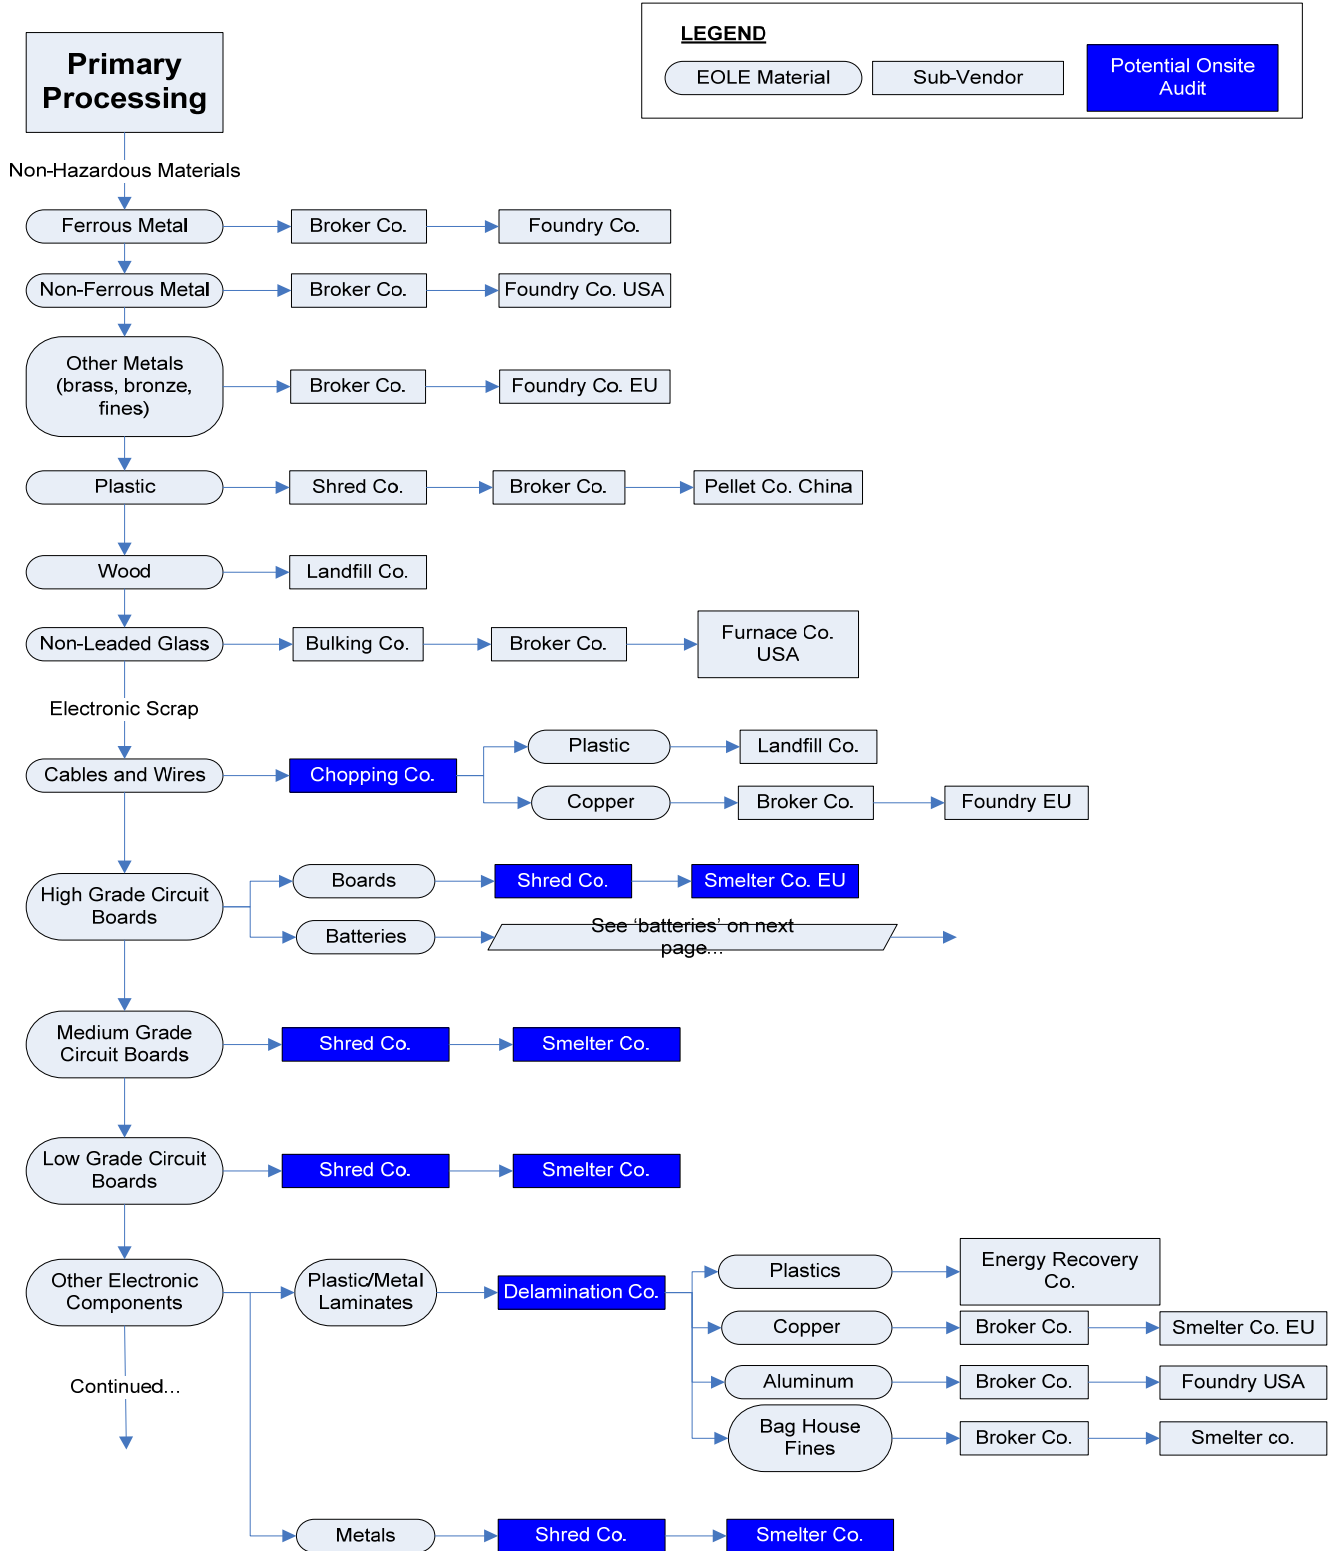 LEGEND
EOLE Material
Sub-Vendor
Potential Onsite
Audit
Primary
Processing
Non-Hazardous Materials
Ferrous Metal
Broker Co.
Foundry Co.
Non-Ferrous Metal
Broker Co.
Foundry Co. USA
Other Metals
(brass, bronze,
fines)
Broker Co.
Foundry Co. EU
Plastic
Shred Co.
Broker Co.
Pellet Co. China
Wood
Landfill Co.
Non-Leaded Glass
Bulking Co.
Broker Co.
Furnace Co.
USA
Electronic Scrap
Cables and Wires
Chopping Co.
Plastic
Landfill Co.
Copper
Broker Co.
Foundry EU
High Grade Circuit
Boards
Boards
Shred Co.
Smelter Co. EU
Batteries
See ‘batteries’ on next
page...
Medium Grade
Circuit Boards
Shred Co.
Smelter Co.
Low Grade Circuit
Boards
Shred Co.
Smelter Co.
Other Electronic
Components
Plastic/Metal
Laminates
Delamination Co.
Plastics
Energy Recovery
Co.
Copper
Broker Co.
Smelter Co. EU
Aluminum
Broker Co.
Foundry USA
Bag House
Fines
Broker Co.
Smelter co.
Continued...
Metals
Shred Co.
Smelter Co.